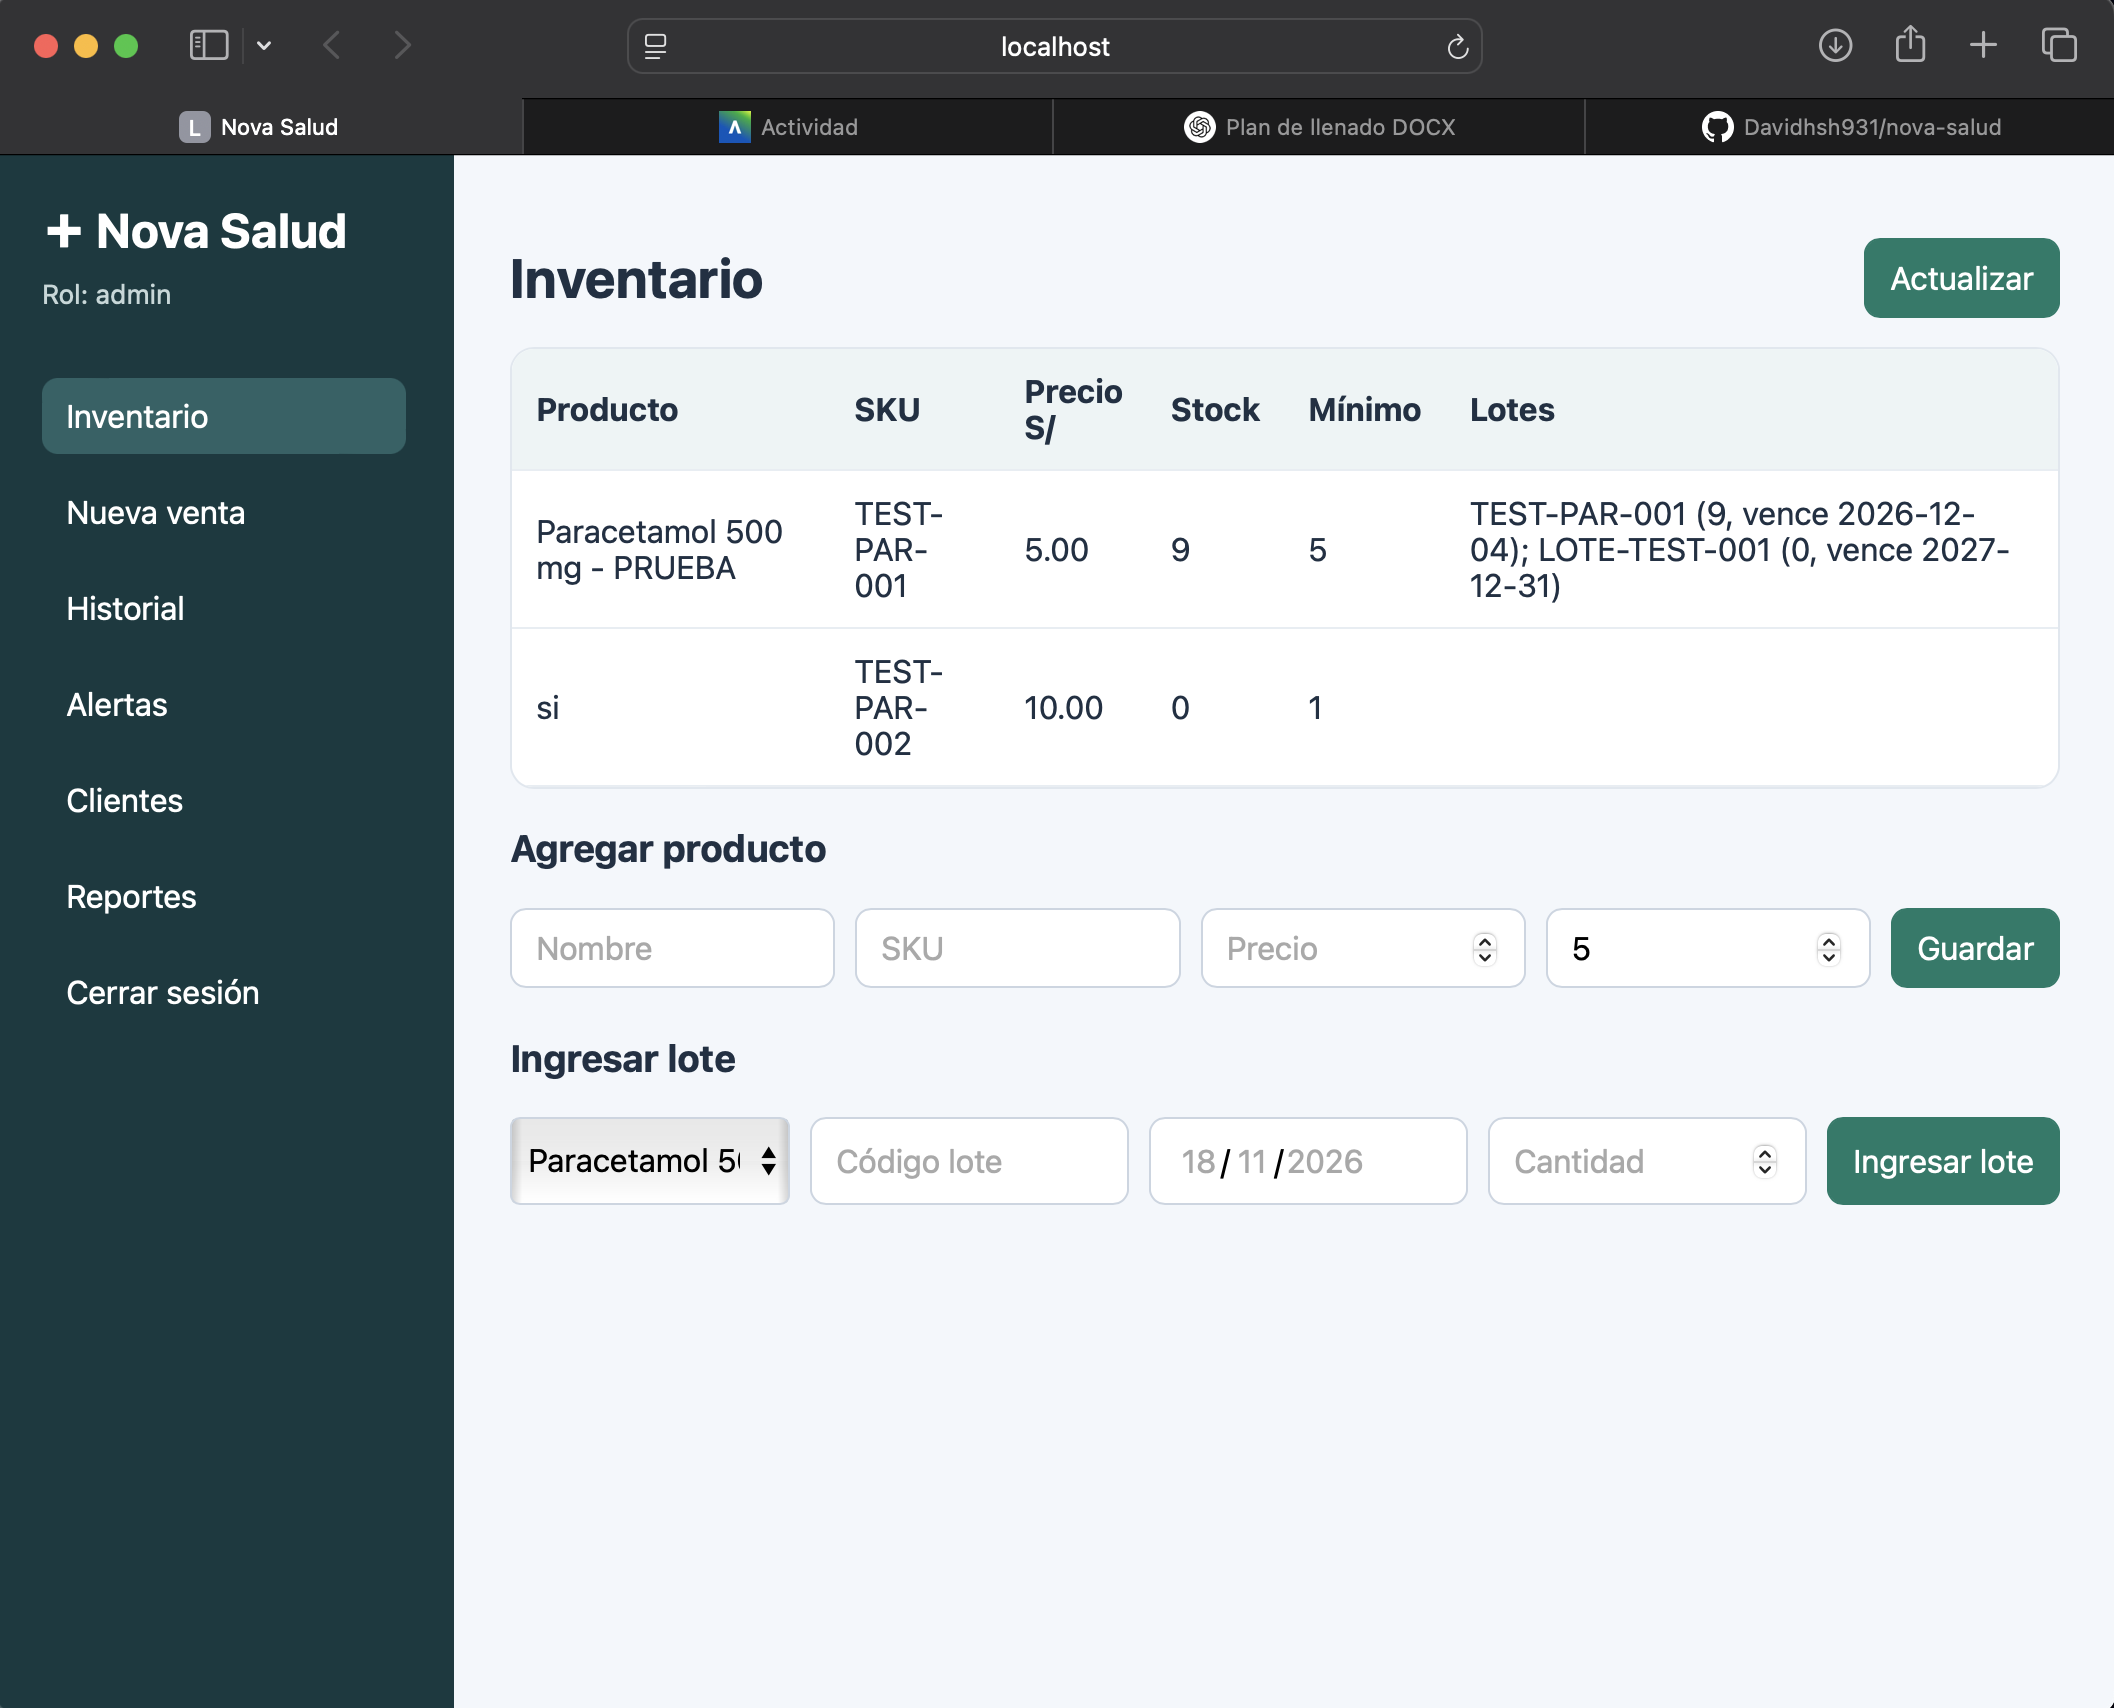 localhost
L Nova Salud
Actividad
Plan de llenado DOCX
Davidhsh931/nova-salud
+ Nova Salud
Rol: admin
Inventario
Nueva venta
Historial
Alertas
Clientes
Reportes
Cerrar sesión
Inventario
Actualizar
Producto SKU Precio S/ Stock Mínimo Lotes
Paracetamol 500
mg - PRUEBA
TEST-
PAR-
001
5.00
9
5
TEST-PAR-001 (9, vence 2026-12-
04); LOTE-TEST-001 (0, vence 2027-
12-31)
si
TEST-
PAR-
002
10.00
0
1
Agregar producto
Nombre SKU Precio 5 Guardar
Ingresar lote
Paracetamol 50 Código lote 18/11/2026 Cantidad Ingresar lote